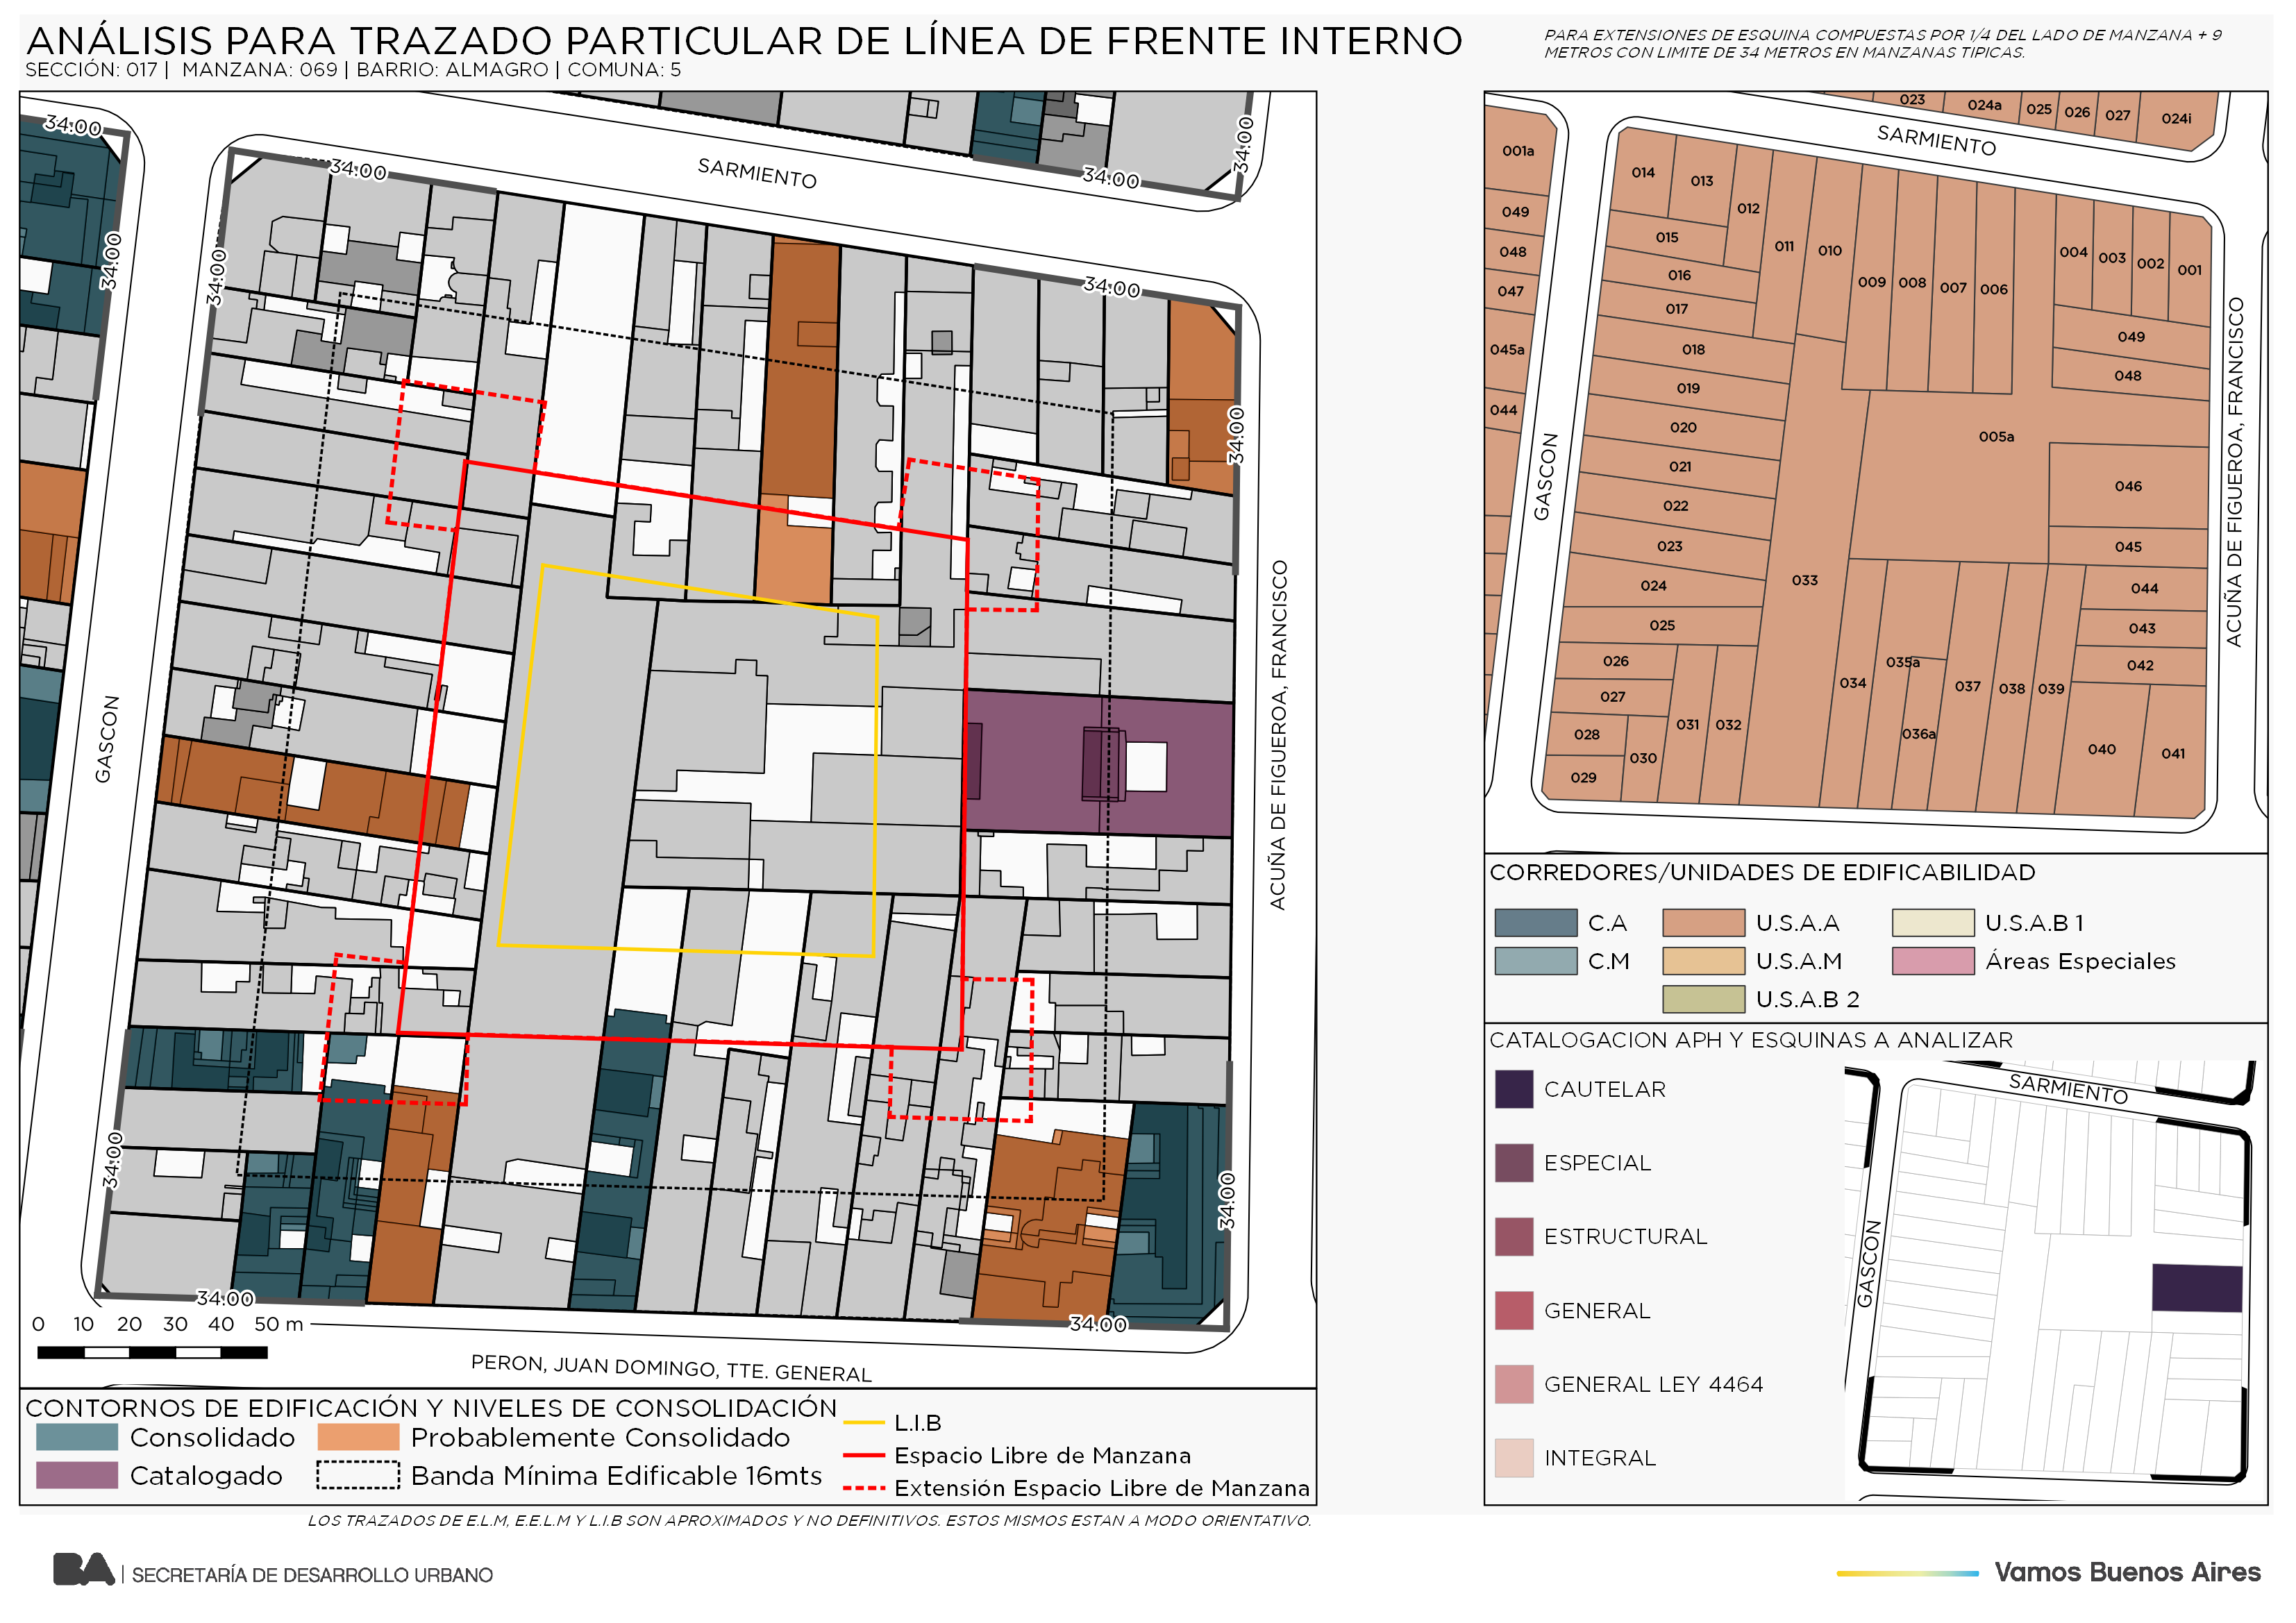 ANÁLISIS PARA TRAZADO PARTICULAR DE LÍNEA DE FRENTE INTERNO
SECCIÓN: 017 | MANZANA: 069 | BARRIO: ALMAGRO | COMUNA: 5
PARA EXTENSIONES DE ESQUINA COMPUESTAS POR 1/4 DEL LADO DE MANZANA + 9
METROS CON LIMITE DE 34 METROS EN MANZANAS TIPICAS.
34.00
34.00
34.00
34.00
34.00
34.00
34.00
34.00
34.00
34.00
34.00
34.00
34.00
SARMIENTO
GASCON
ACUÑA DE FIGUEROA, FRANCISCO
PERON, JUAN DOMINGO, TTE. GENERAL
0 10 20 30 40 50 m
CONTORNOS DE EDIFICACIÓN Y NIVELES DE CONSOLIDACIÓN
Consolidado
Probablemente Consolidado
Catalogado
Banda Mínima Edificable 16mts
L.I.B
Espacio Libre de Manzana
Extensión Espacio Libre de Manzana
LOS TRAZADOS DE E.L.M, E.E.L.M Y L.I.B SON APROXIMADOS Y NO DEFINITIVOS. ESTOS MISMOS ESTAN A MODO ORIENTATIVO.
023
024a
025
026
027
024i
SARMIENTO
001a
049
048
047
045a
044
GASCON
ACUÑA DE FIGUEROA, FRANCISCO
014
013
012
011
010
009
008
007
006
004
003
002
001
015
016
017
018
019
020
021
022
023
024
025
026
027
028
029
030
031
032
033
005a
049
048
046
045
044
043
042
034
035a
036a
037
038
039
040
041
CORREDORES/UNIDADES DE EDIFICABILIDAD
C.A
U.S.A.A
U.S.A.B 1
C.M
U.S.A.M
Áreas Especiales
U.S.A.B 2
CATALOGACION APH Y ESQUINAS A ANALIZAR
CAUTELAR
ESPECIAL
ESTRUCTURAL
GENERAL
GENERAL LEY 4464
INTEGRAL
SARMIENTO
GASCON
BA | SECRETARÍA DE DESARROLLO URBANO
Vamos Buenos Aires